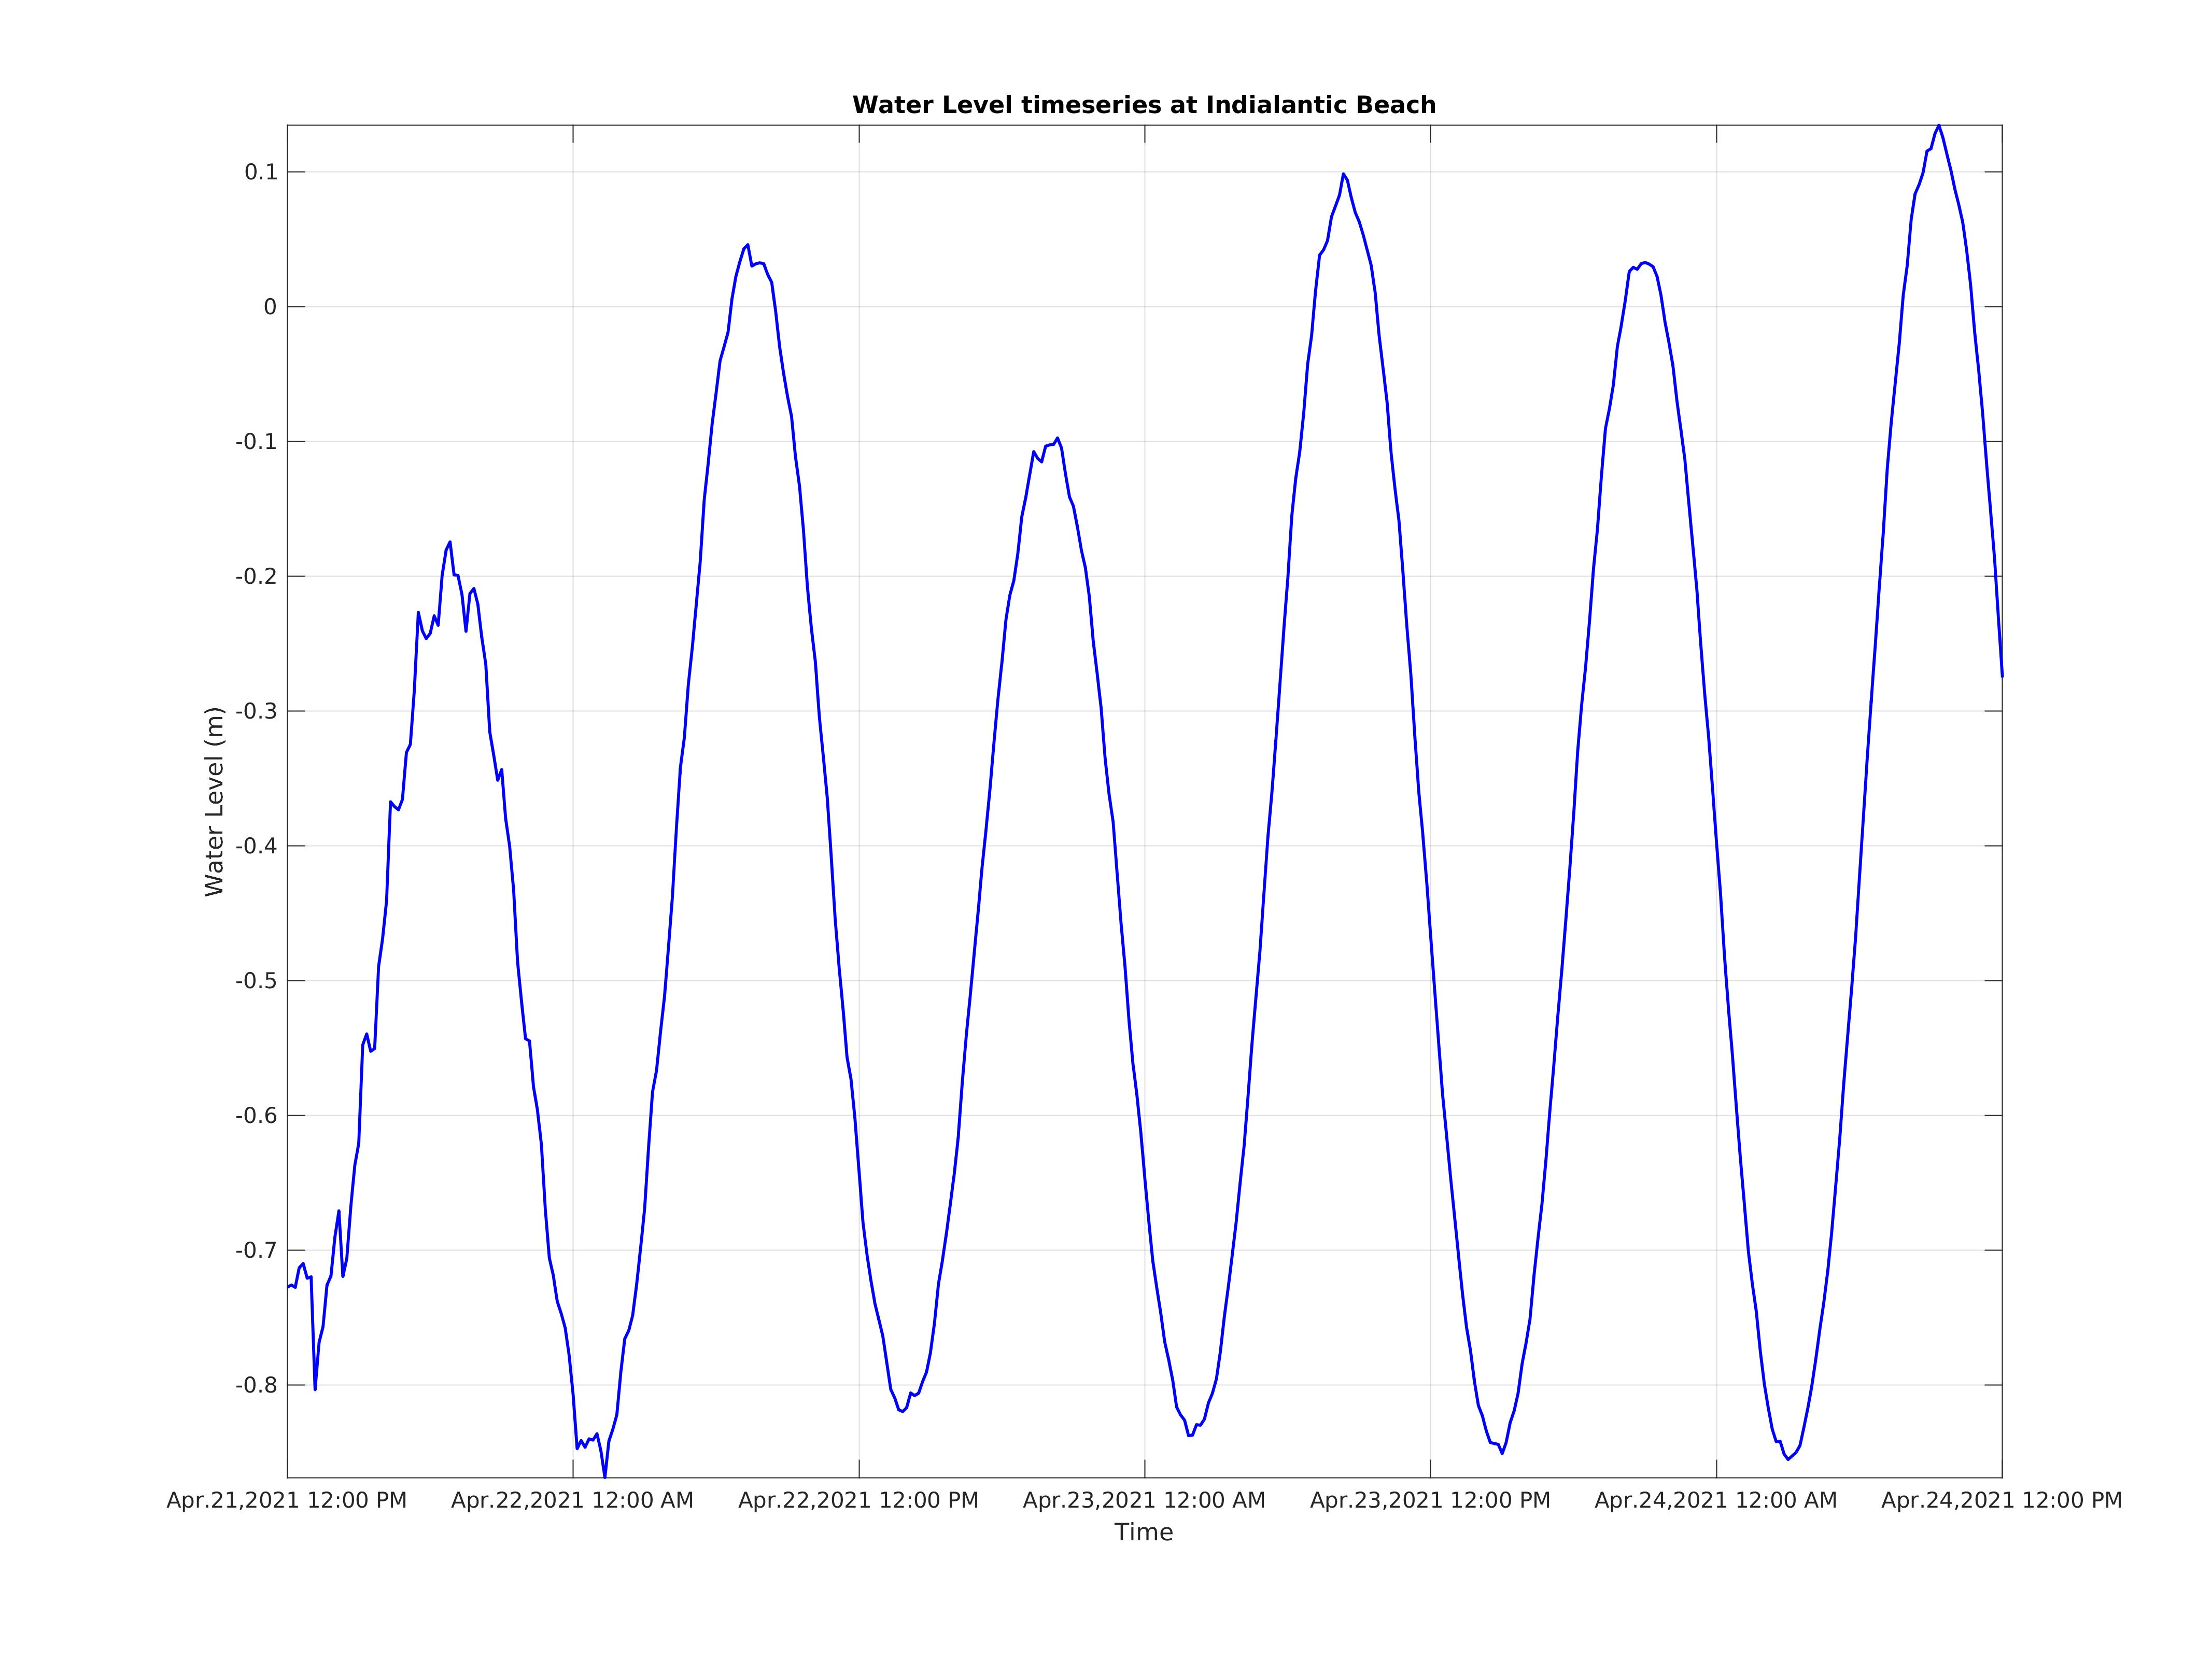 Water Level timeseries at Indialantic Beach
0.1
0
-0.1
-0.2
-0.3
-0.4
-0.5
-0.6
-0.7
-0.8
Water Level (m)
Apr.21,2021 12:00 PM
Apr.22,2021 12:00 AM
Apr.22,2021 12:00 PM
Apr.23,2021 12:00 AM
Apr.23,2021 12:00 PM
Apr.24,2021 12:00 AM
Apr.24,2021 12:00 PM
Time